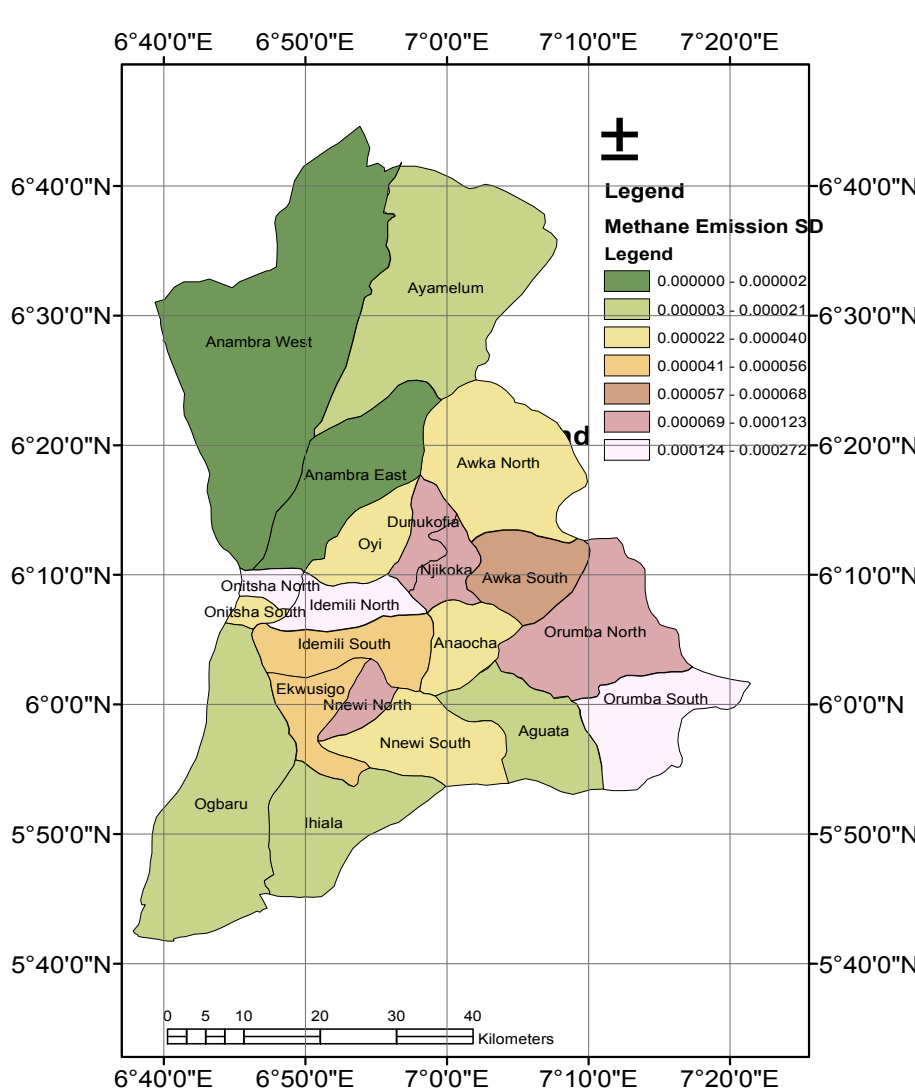 6°40'0"E 6°50'0"E 7°0'0"E 7°10'0"E 7°20'0"E
±
6°40'0"N 6°40'0"N
Legend
Methane Emission SD
Legend
0.000000 - 0.000002
0.000003 - 0.000021
0.000022 - 0.000040
0.000041 - 0.000056
0.000057 - 0.000068
0.000069 - 0.000123
0.000124 - 0.000272
Ayamelum
6°30'0"N 6°30'0"N
Anambra West
nd
6°20'0"N 6°20'0"N
Awka North
Anambra East
Dunukofia
Oyi
Njikoka
6°10'0"N 6°10'0"N
Awka South
Onitsha North
Idemili North
Onitsha South
Orumba North
Idemili South
Anaocha
Ekwusigo
Orumba South
Nnewi North
6°0'0"N 6°0'0"N
Aguata
Nnewi South
Ogbaru
Ihiala
5°50'0"N 5°50'0"N
5°40'0"N 5°40'0"N
0 5 10 20 30 40
Kilometers
6°40'0"E 6°50'0"E 7°0'0"E 7°10'0"E 7°20'0"E